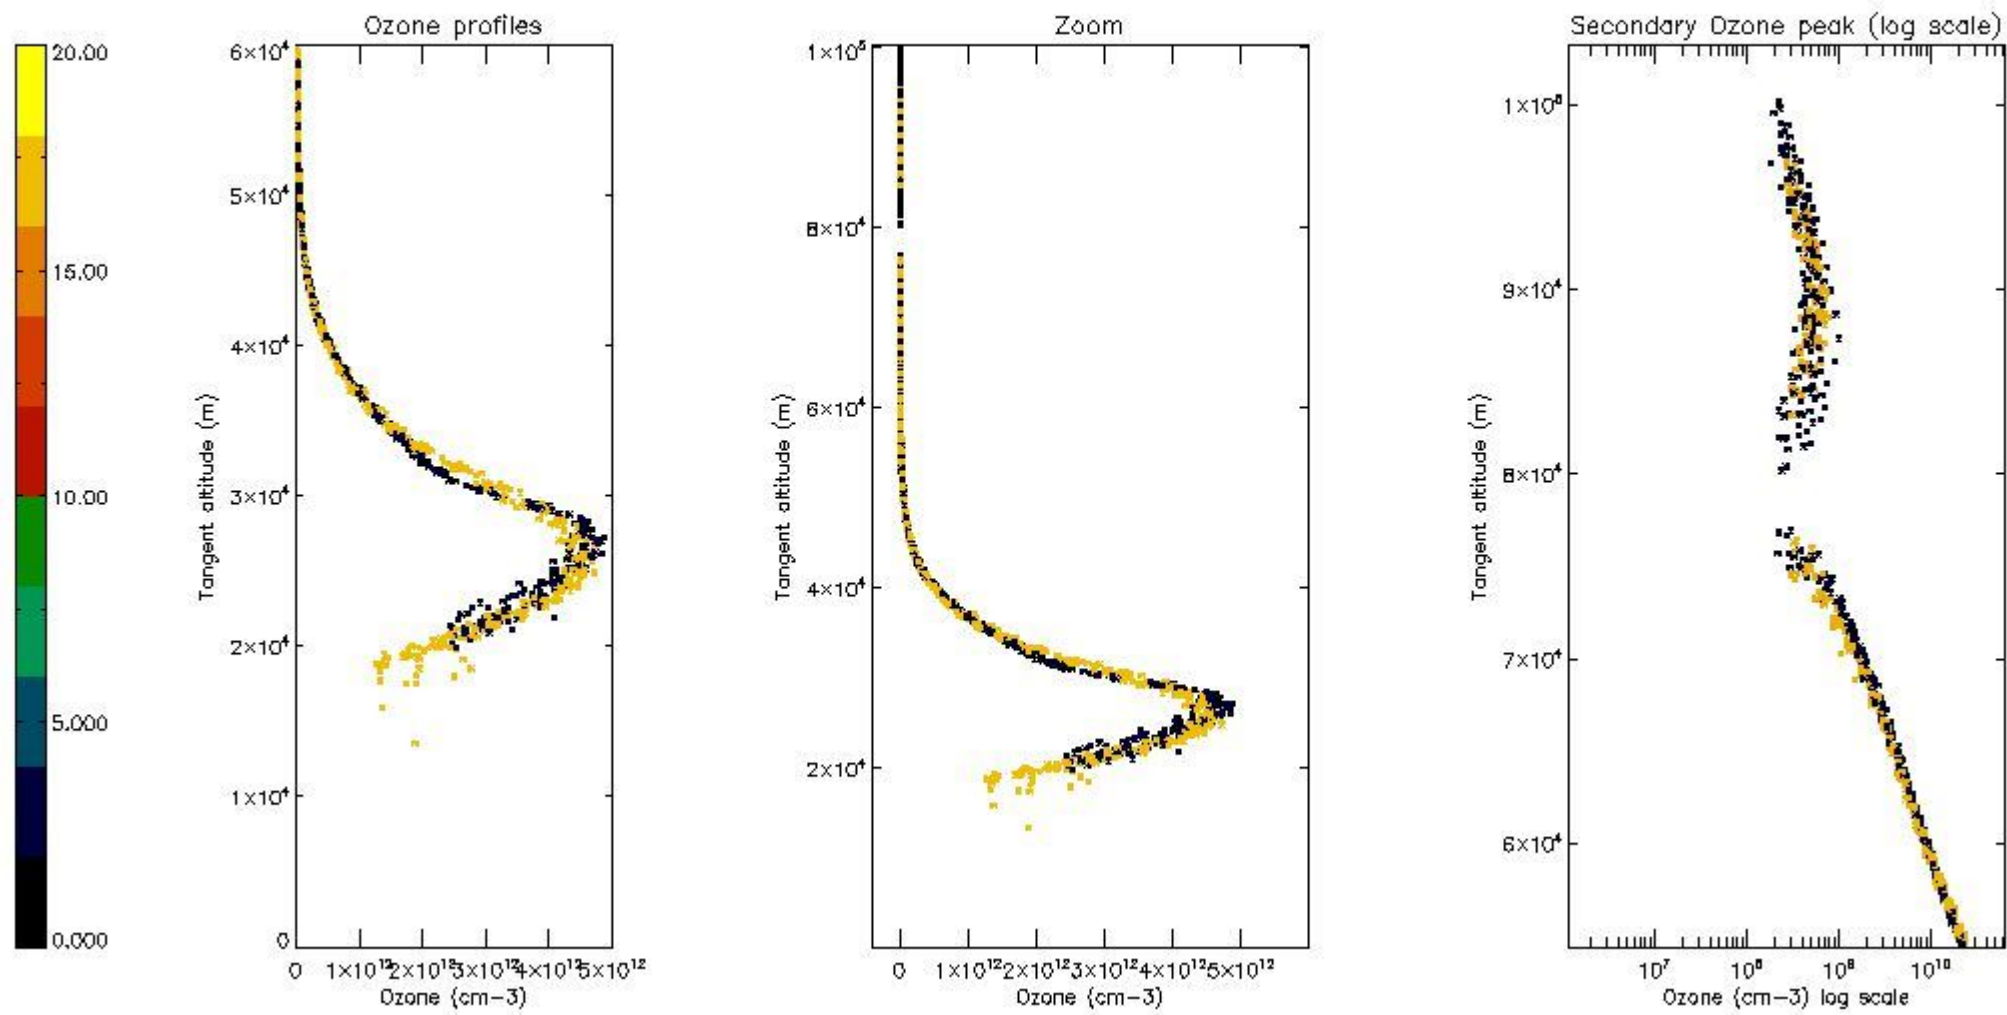 Ozone profiles
Zoom
Secondary Ozone peak (log scale)
20.00
15.00
10.00
5.000
0.000
6×10⁴
5×10⁴
4×10⁴
3×10⁴
2×10⁴
1×10⁴
0
Tangent altitude (m)
0 1×10¹² 2×10¹² 3×10¹² 4×10¹² 5×10¹²
Ozone (cm-3)
1×10⁵
8×10⁴
6×10⁴
4×10⁴
2×10⁴
Tangent altitude (m)
0 1×10¹² 2×10¹² 3×10¹² 4×10¹² 5×10¹²
Ozone (cm-3)
9×10⁴
8×10⁴
7×10⁴
6×10⁴
Tangent altitude (m)
10⁷ 10¹⁰
Ozone (cm-3) log scale